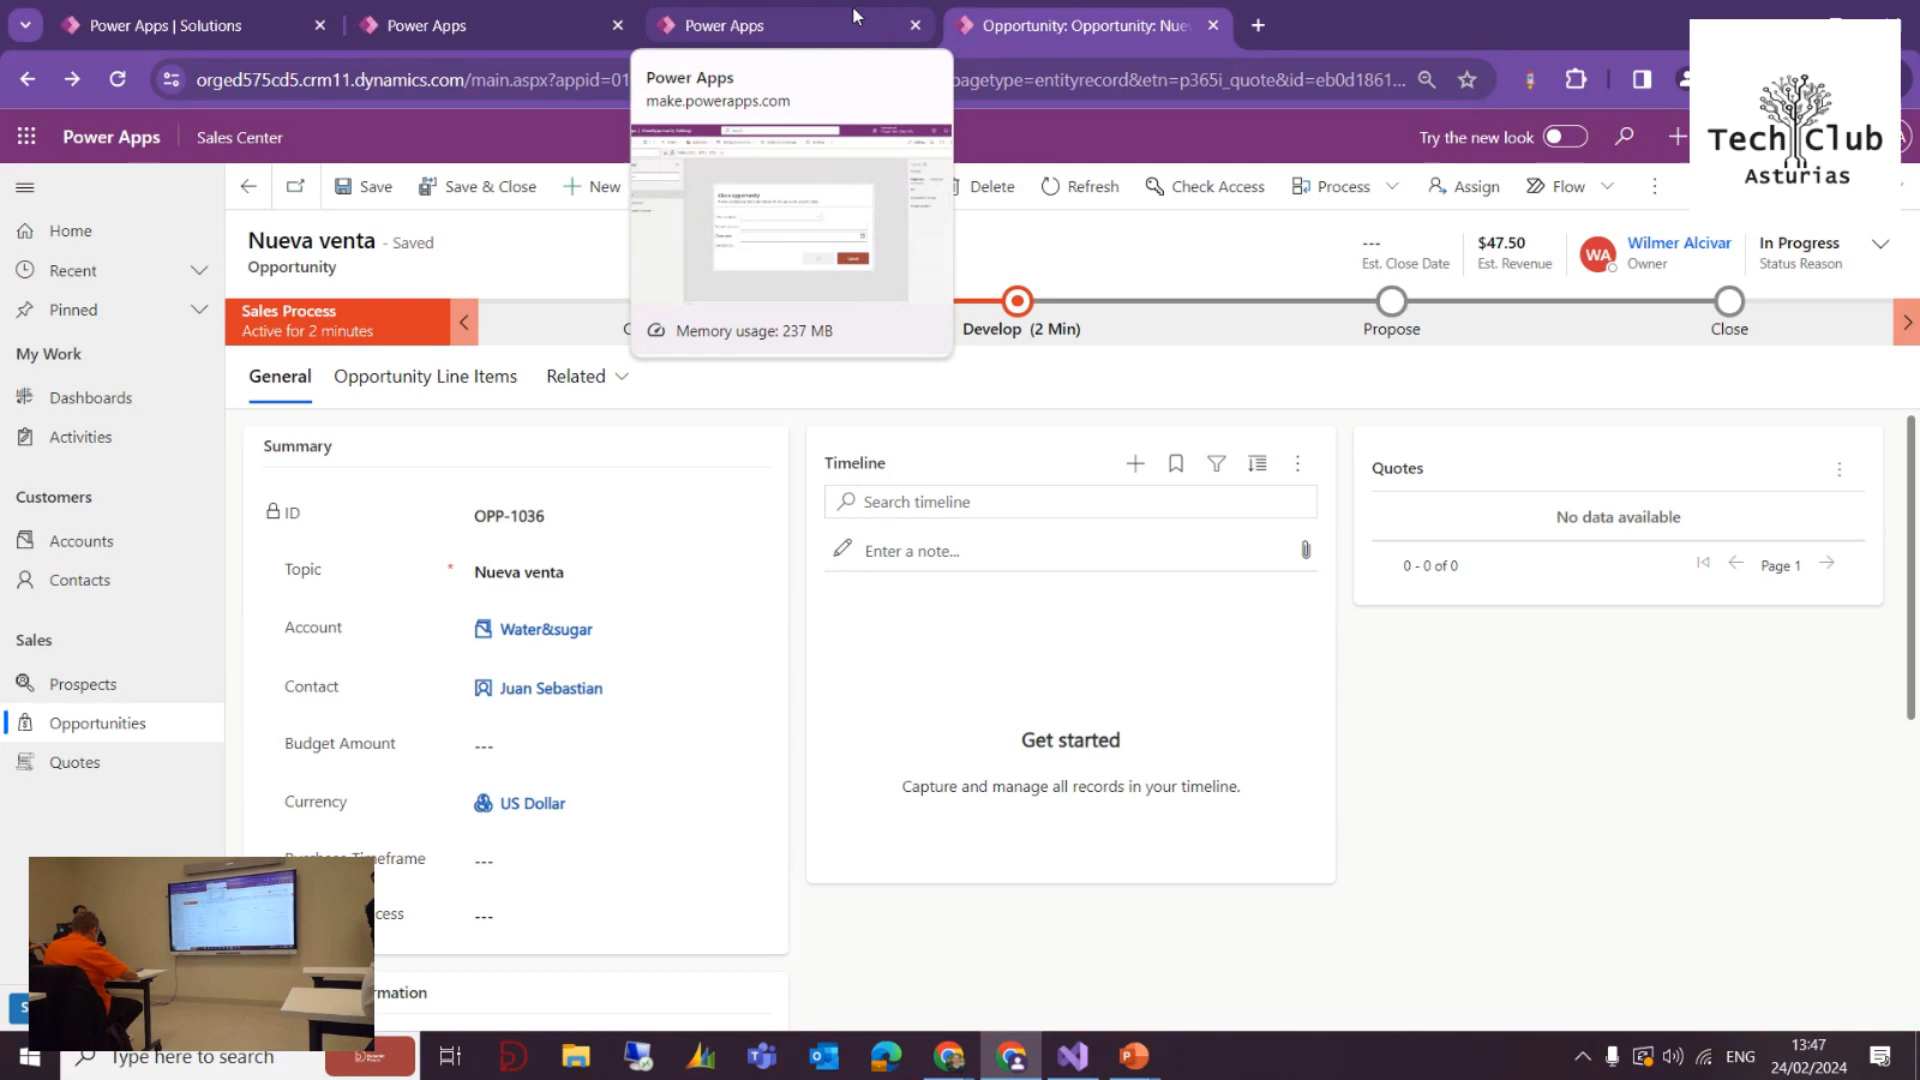 Power Apps | Solutions
Power Apps
Power Apps
Opportunity: Opportunity: Nue
orged575cd5.crm11.dynamics.com/main.aspx?appid=01
pagetype=entityrecord&etn=p365i_quote&id=eb0d1861...
Power Apps
make.powerapps.com
Memory usage: 237 MB
Tech Club
Asturias
Power Apps
Sales Center
Try the new look
Save
Save & Close
New
Delete
Refresh
Check Access
Process
Assign
Flow
Home
Recent
Pinned
My Work
Dashboards
Activities
Customers
Accounts
Contacts
Sales
Prospects
Opportunities
Quotes
Nueva venta - Saved
Opportunity
---
Est. Close Date
$47.50
Est. Revenue
WA
Wilmer Alcivar
Owner
In Progress
Status Reason
Sales Process
Active for 2 minutes
Develop (2 Min)
Propose
Close
General
Opportunity Line Items
Related
Summary
ID
OPP-1036
Topic
*
Nueva venta
Account
Water&sugar
Contact
Juan Sebastian
Budget Amount
---
Currency
US Dollar
Purchase Timeframe
---
cess
---
rmation
Timeline
Search timeline
Enter a note...
Get started
Capture and manage all records in your timeline.
Quotes
No data available
0 - 0 of 0
Page 1
Type here to search
ENG
13:47
24/02/2024